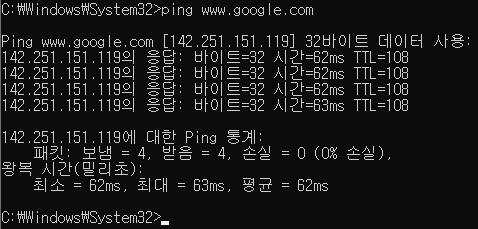 C:₩Windows₩System32>ping www.google.com
Ping www.google.com [142.251.151.119] 32바이트 데이터 사용:
142.251.151.119의 응답: 바이트=32 시간=62ms TTL=108
142.251.151.119의 응답: 바이트=32 시간=62ms TTL=108
142.251.151.119의 응답: 바이트=32 시간=62ms TTL=108
142.251.151.119의 응답: 바이트=32 시간=63ms TTL=108
142.251.151.119에 대한 Ping 통계:
패킷: 보냄 = 4, 받음 = 4, 손실 = 0 (0% 손실),
왕복 시간(밀리초):
최소 = 62ms, 최대 = 63ms, 평균 = 62ms
C:₩Windows₩System32>